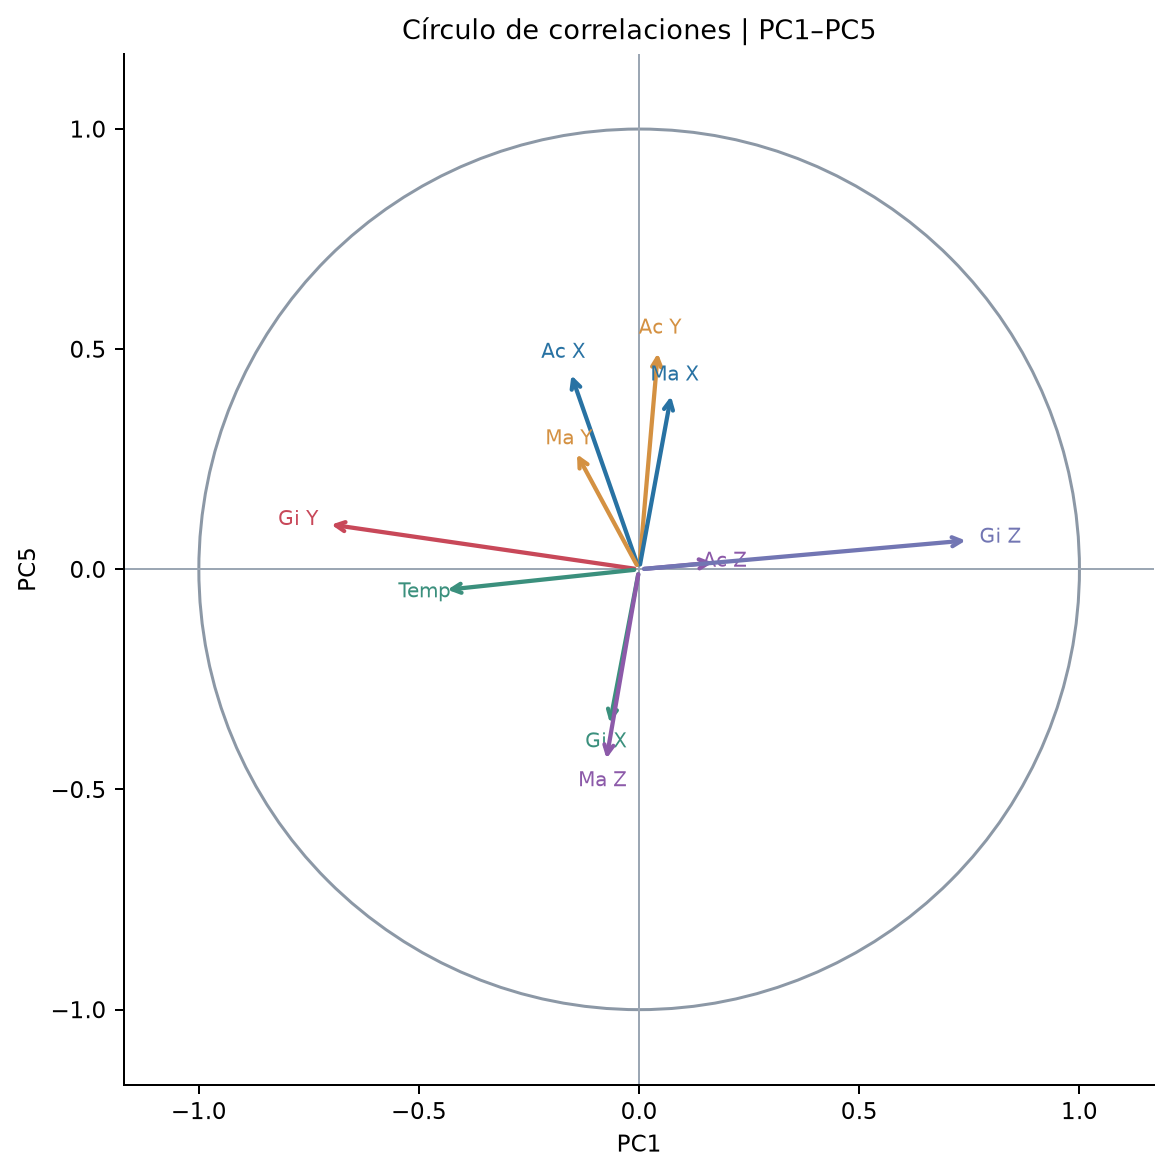 Círculo de correlaciones | PC1–PC5
1.0
0.5
0.0
−0.5
−1.0
PC5
Ac Y
Ac X
Ma X
Ma Y
Gi Y
Gi Z
Ac Z
Temp
Gi X
Ma Z
−1.0 −0.5 0.0 0.5 1.0
PC1